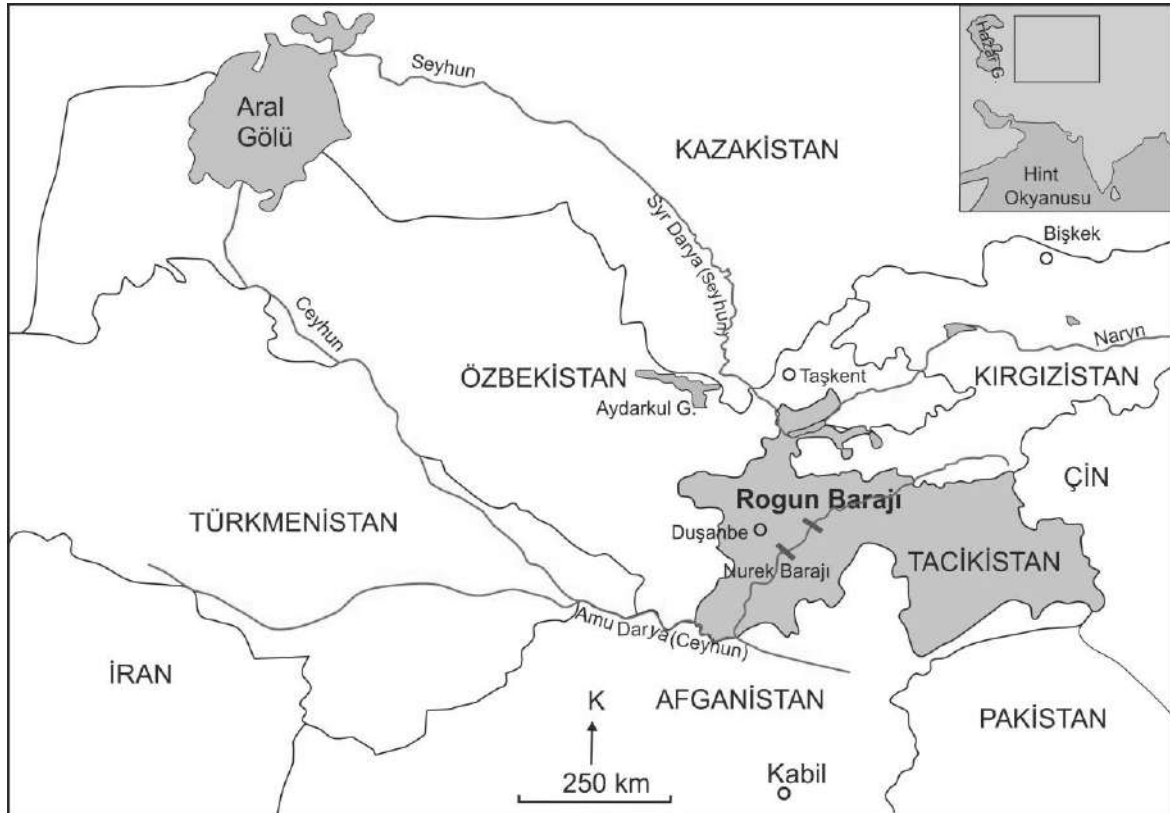 Hazar G.
Hint
Okyanusu
Seyhun
Aral
Gölü
KAZAKİSTAN
Syr Darya (Seyhun)
Bişkek
Naryn
Ceyhun
ÖZBEKİSTAN
Taşkent
KIRGIZİSTAN
Aydarkul G.
ÇİN
Rogun Barajı
TÜRKMENİSTAN
Duşanbe
Nurek Barajı
TACİKİSTAN
Amu Darya (Ceyhun)
İRAN
K
AFGANİSTAN
PAKİSTAN
250 km
Kabil